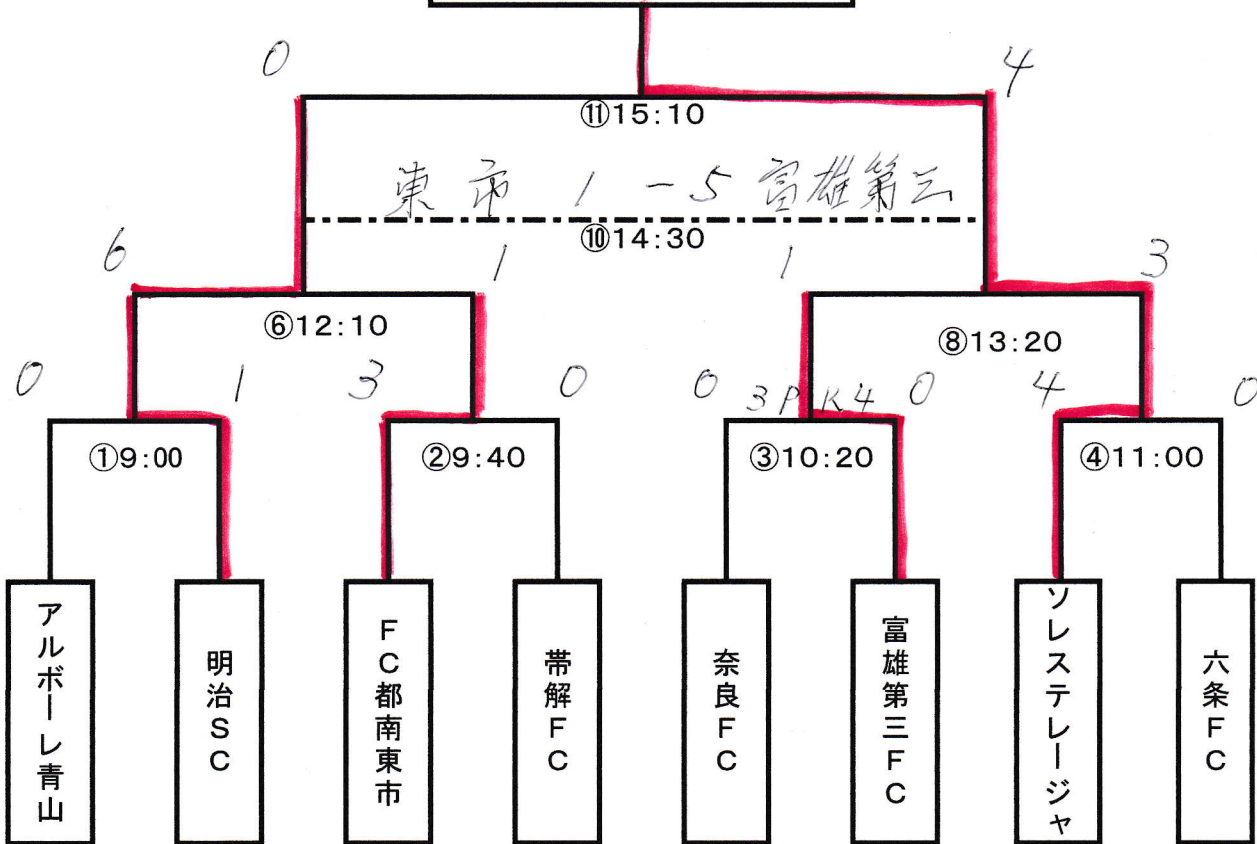 0 4
⑪15:10
東市 1 - 5 富雄第三
⑩14:30
6 1 1 3
⑥12:10 ⑧13:20
0 1 3 0 0 3PK4 0 4 0
①9:00 ②9:40 ③10:20 ④11:00
アルボーレ青山
明治SC
FC都南東市
帯解FC
奈良FC
富雄第三FC
ソレステレージャ
六条FC